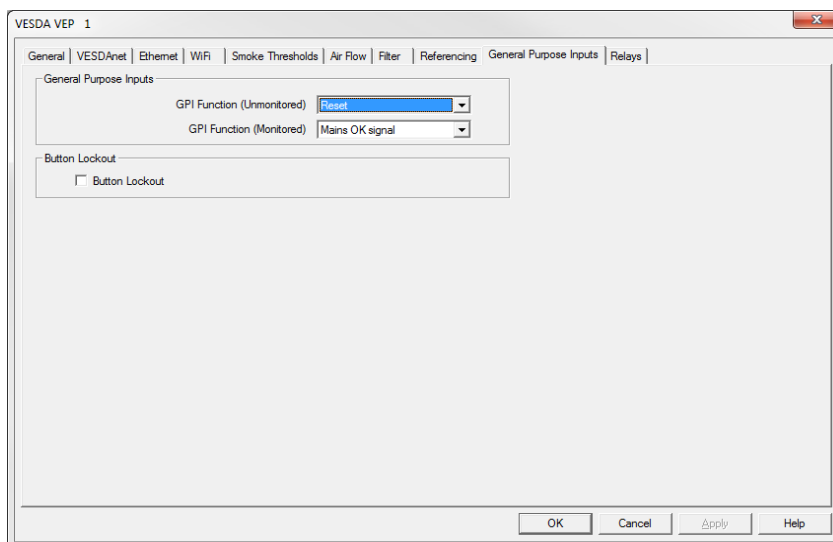 VESDA VEP 1
General VESDAnet Ethernet WiFi Smoke Thresholds Air Flow Filter Referencing General Purpose Inputs Relays
General Purpose Inputs
GPI Function (Unmonitored) Reset
GPI Function (Monitored) Mains OK signal
Button Lockout
Button Lockout
OK Cancel Apply Help